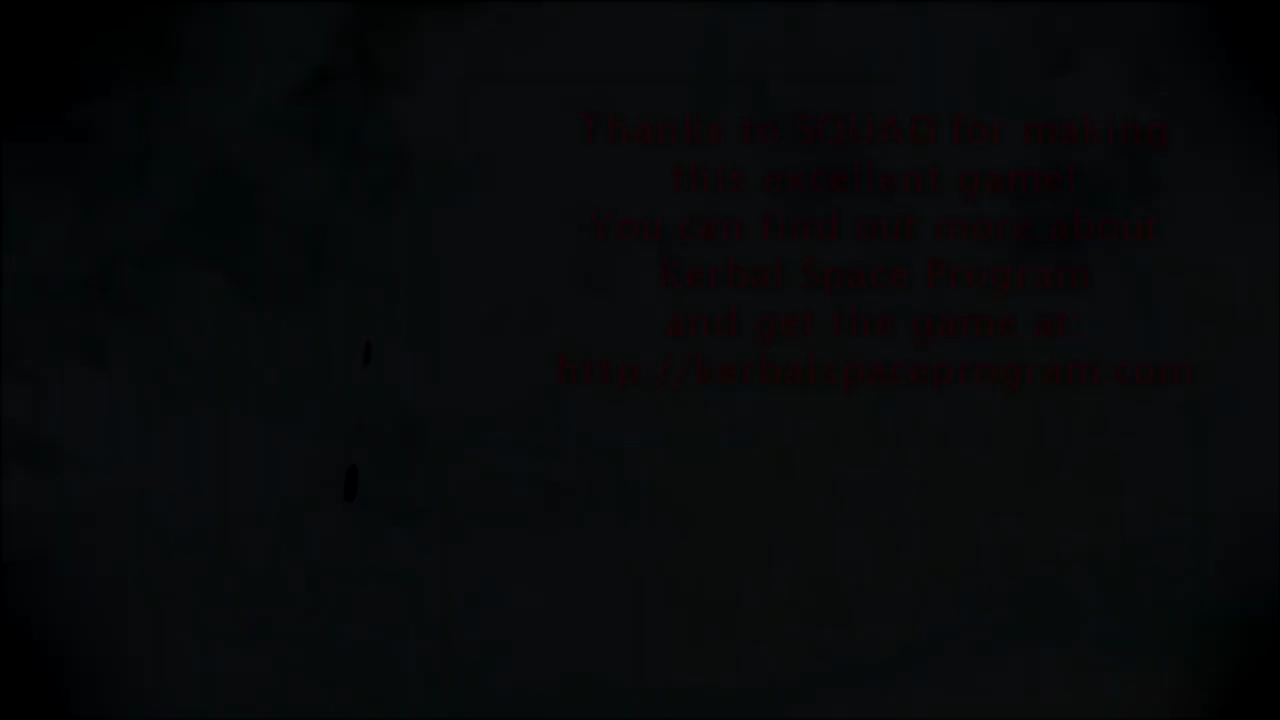 Thanks to SQUAD for making
this excellent game!
You can find out more about
Kerbal Space Program
and get the game at:
http://kerbalspaceprogram.com